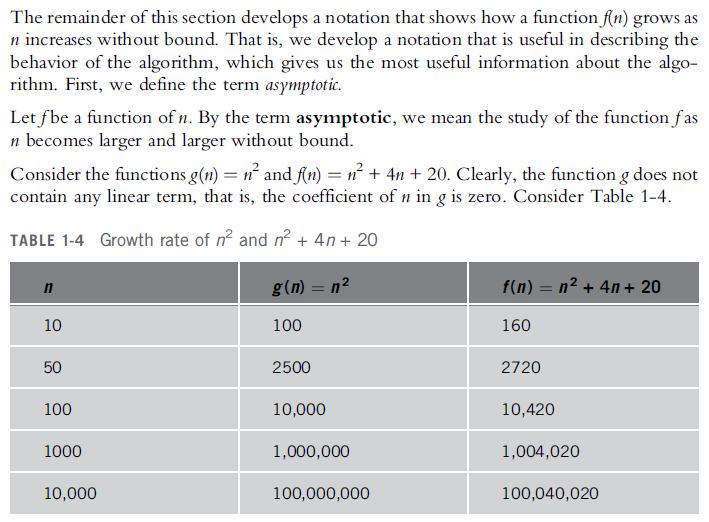 The remainder of this section develops a notation that shows how a function f(n) grows as
n increases without bound. That is, we develop a notation that is useful in describing the
behavior of the algorithm, which gives us the most useful information about the algo-
rithm. First, we define the term asymptotic.
Let f be a function of n. By the term asymptotic, we mean the study of the function f as
n becomes larger and larger without bound.
Consider the functions g(n) = n² and f(n) = n² + 4n + 20. Clearly, the function g does not
contain any linear term, that is, the coefficient of n in g is zero. Consider Table 1-4.
TABLE 1-4 Growth rate of n² and n² + 4n + 20
n g(n) = n² f(n) = n² + 4n + 20
10 100 160
50 2500 2720
100 10,000 10,420
1000 1,000,000 1,004,020
10,000 100,000,000 100,040,020